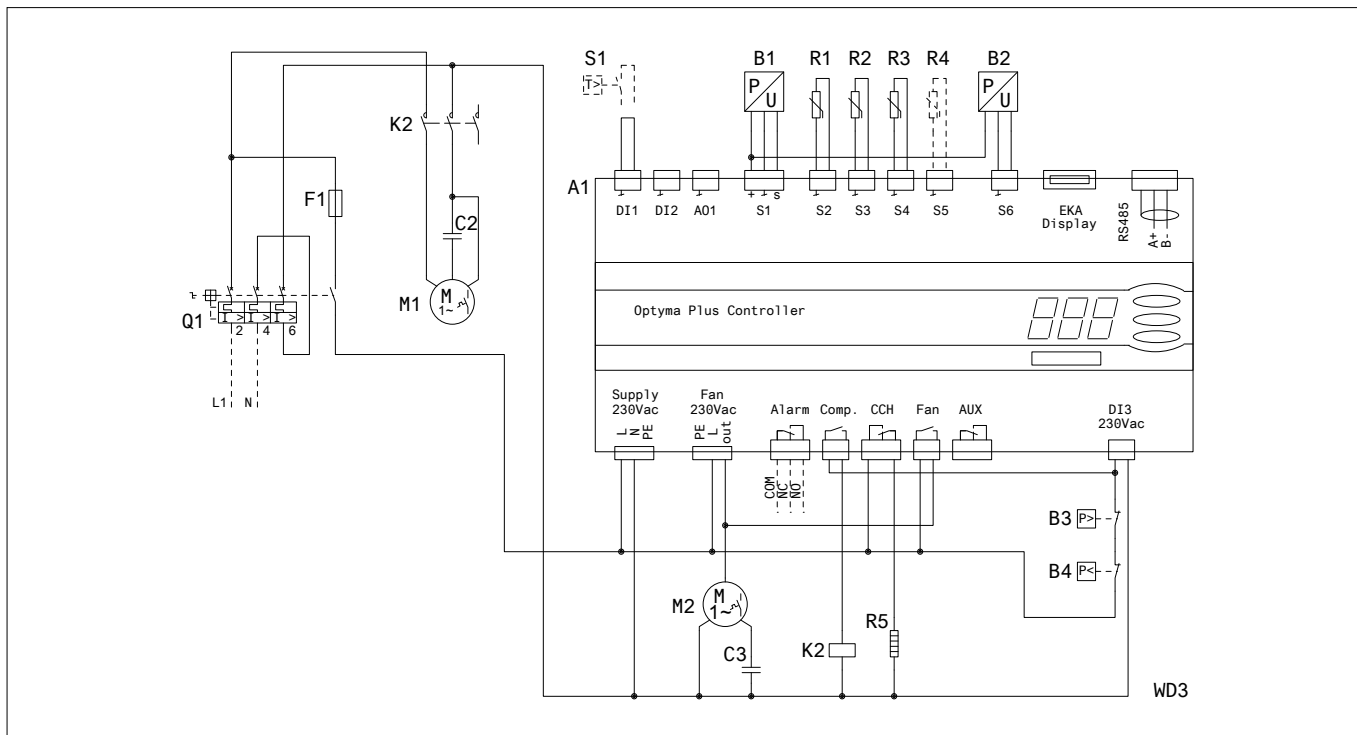 S1
B1
R1
R2
R3
R4
B2
T>
P
U
P
U
K2
A1
+
s
F1
DI1
DI2
AO1
S1
S2
S3
S4
S5
S6
EKA
Display
RS485
A+
B-
C2
M1
M
1~
Optyma Plus Controller
Q1
I >
I >
I >
2
4
6
L1
N
Supply
230Vac
Fan
230Vac
Alarm
Comp.
CCH
Fan
AUX
DI3
230Vac
L
N
PE
PE
L
out
COM
NC
NO
B3
P>
B4
P<
M2
M
1~
C3
K2
R5
WD3